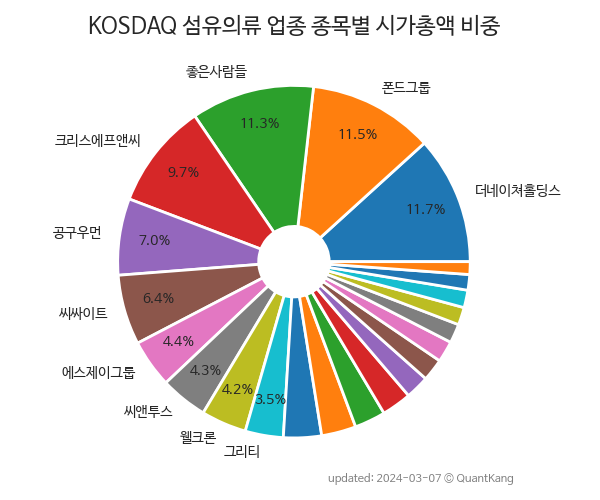 KOSDAQ 섬유의류 업종 종목별 시가총액 비중
좋은사람들
폰드그룹
11.3%
11.5%
크리스에프앤씨
9.7%
더네이쳐홀딩스
11.7%
공구우먼
7.0%
씨싸이트
6.4%
에스제이그룹
4.4%
4.3%
씨앤투스
4.2%
3.5%
웰크론
그리티
updated: 2024-03-07 © QuantKang